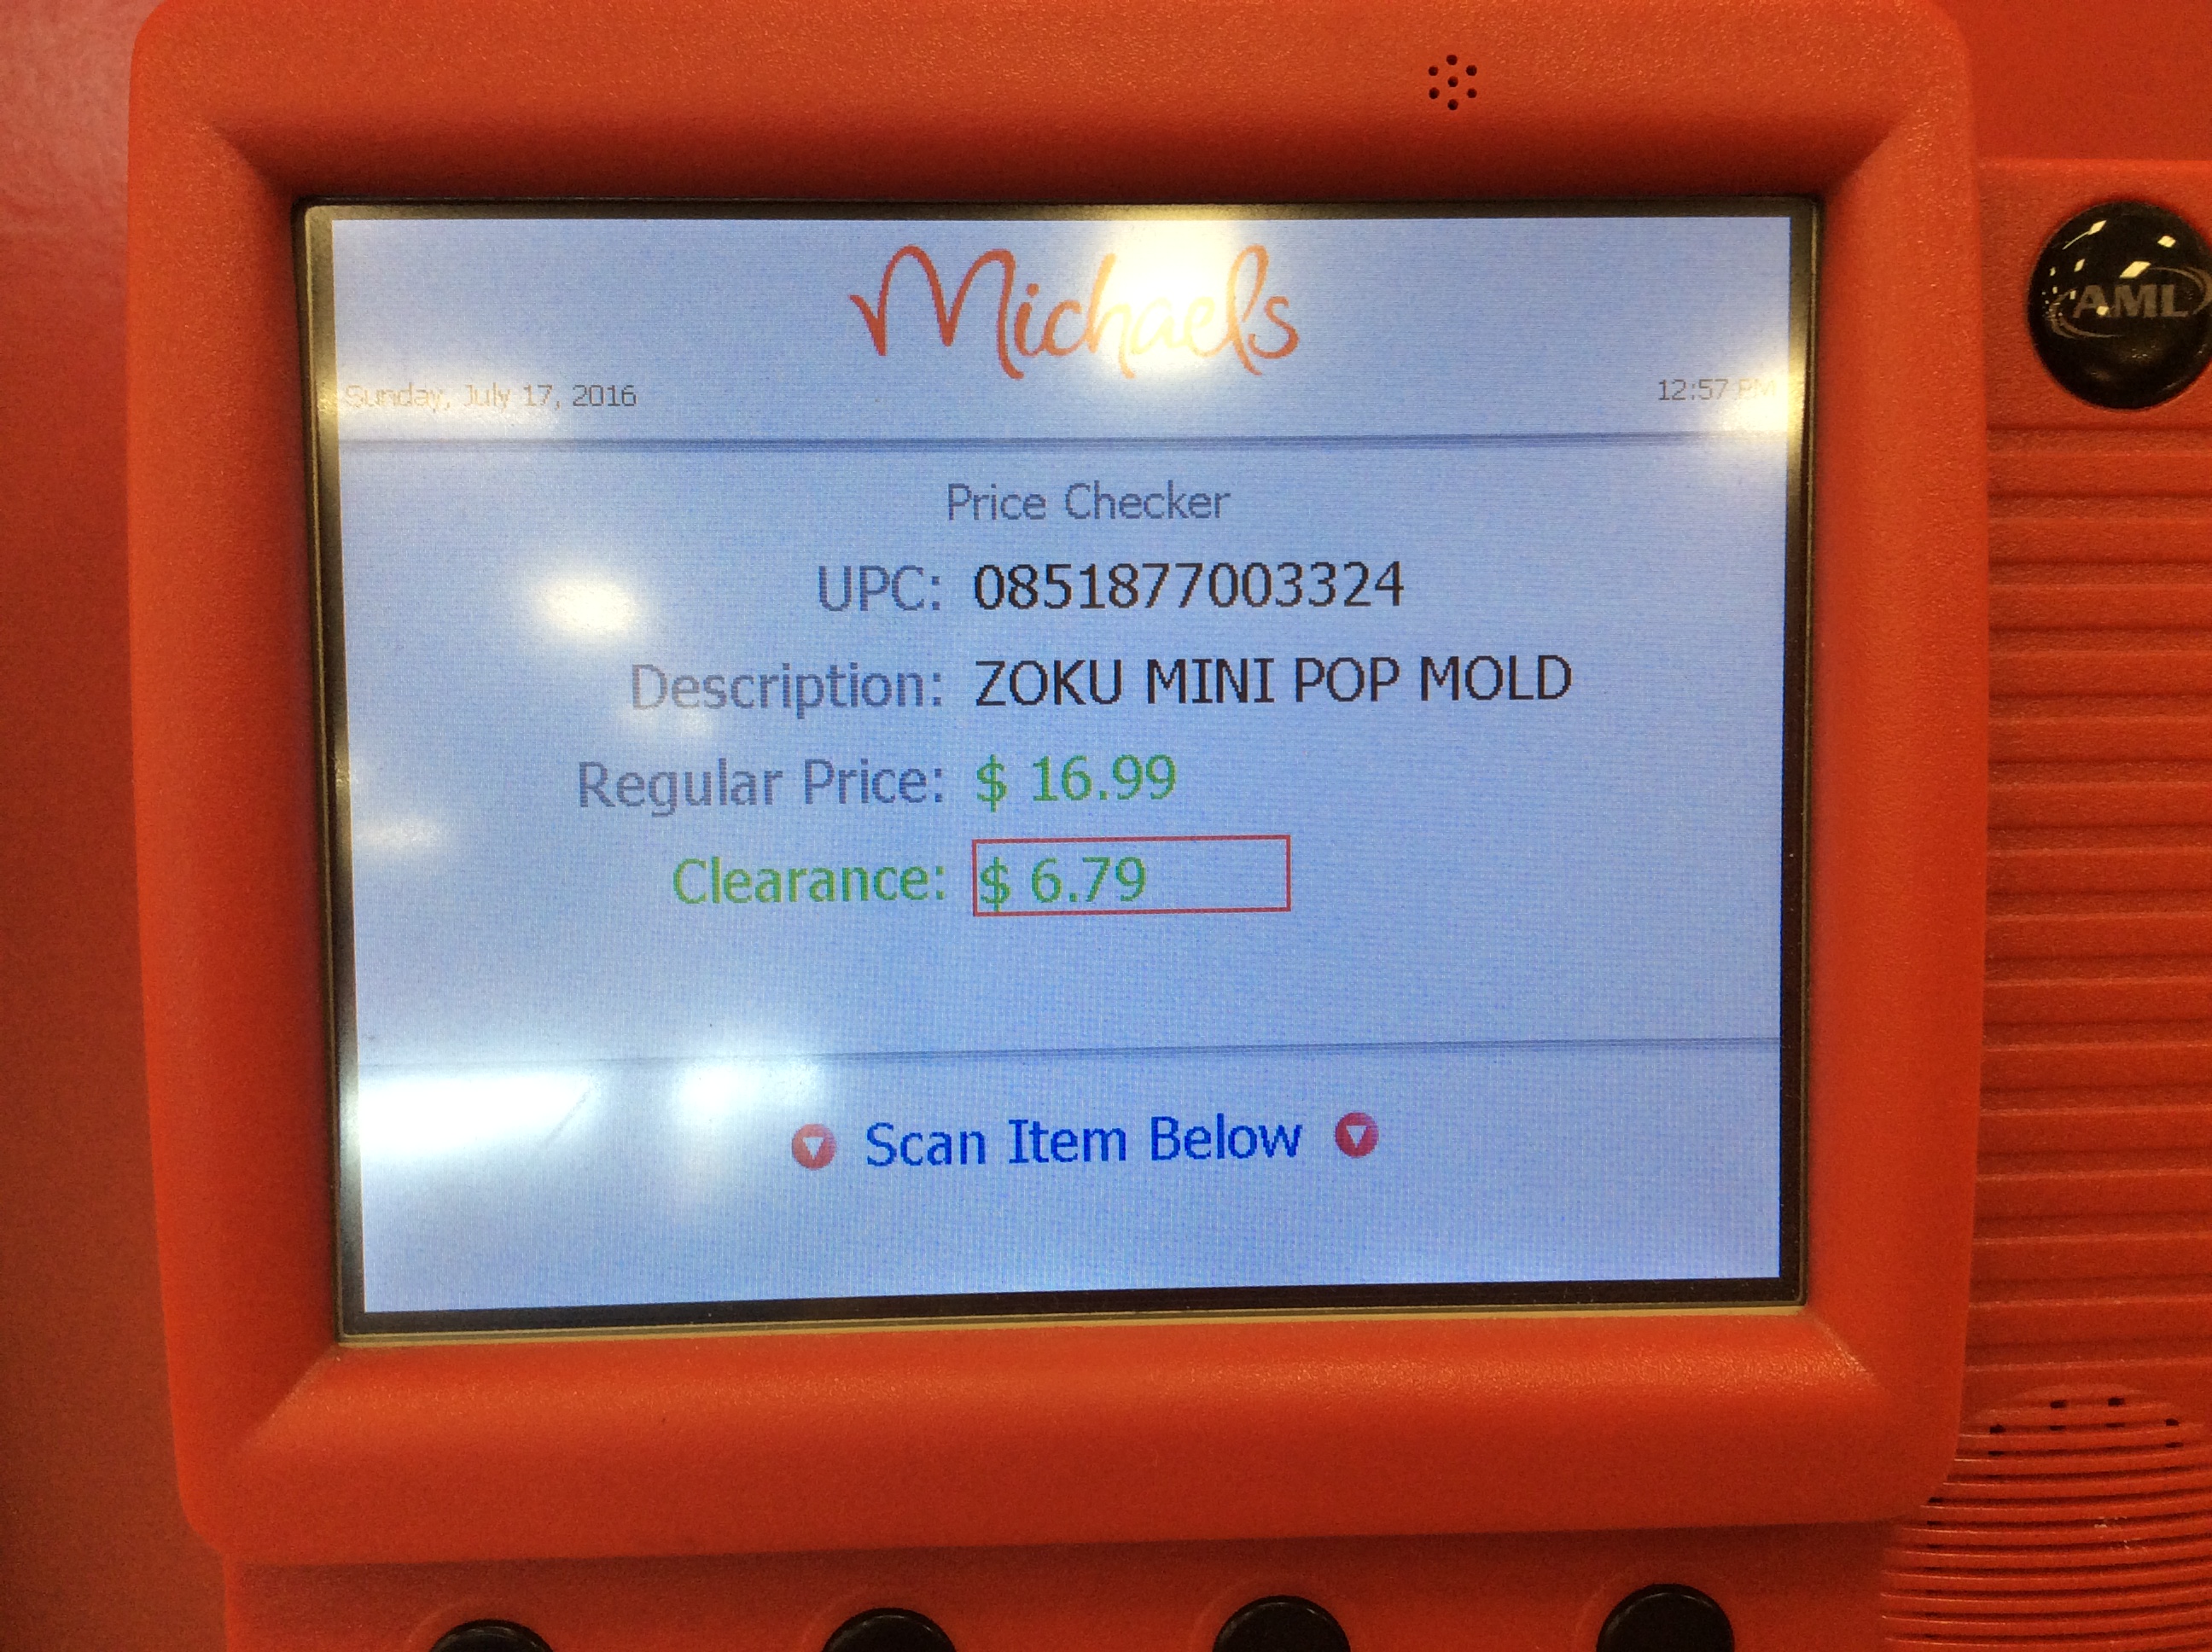 Michaels
AML
Sunday, July 17, 2016
12:57 PM
Price Checker
UPC: 0851877003324
Description: ZOKU MINI POP MOLD
Regular Price: $ 16.99
Clearance: $ 6.79
Scan Item Below